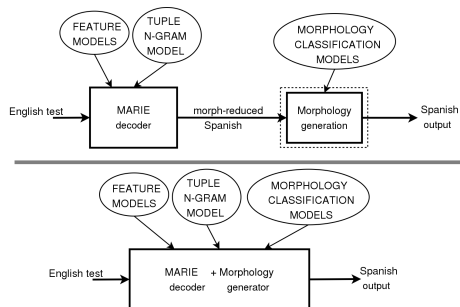 FEATURE
MODELS
TUPLE
N-GRAM
MODEL
MORPHOLOGY
CLASSIFICATION
MODELS
English test
MARIE
decoder
morph-reduced
Spanish
Morphology
generation
Spanish
output
FEATURE
MODELS
TUPLE
N-GRAM
MODEL
MORPHOLOGY
CLASSIFICATION
MODELS
English test
MARIE + Morphology
decoder generator
Spanish
output